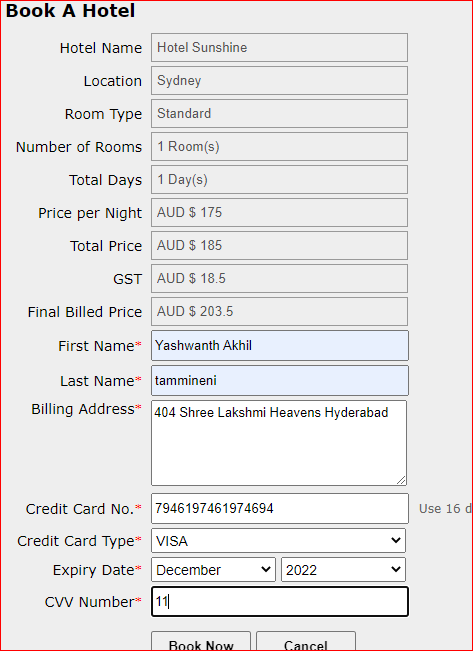 Book A Hotel
Hotel Name Hotel Sunshine
Location Sydney
Room Type Standard
Number of Rooms 1 Room(s)
Total Days 1 Day(s)
Price per Night AUD $ 175
Total Price AUD $ 185
GST AUD $ 18.5
Final Billed Price AUD $ 203.5
First Name* Yashwanth Akhil
Last Name* tammineni
Billing Address* 404 Shree Lakshmi Heavens Hyderabad
Credit Card No.* 7946197461974694 Use 16 d
Credit Card Type* VISA
Expiry Date* December 2022
CVV Number* 11
Book Now Cancel